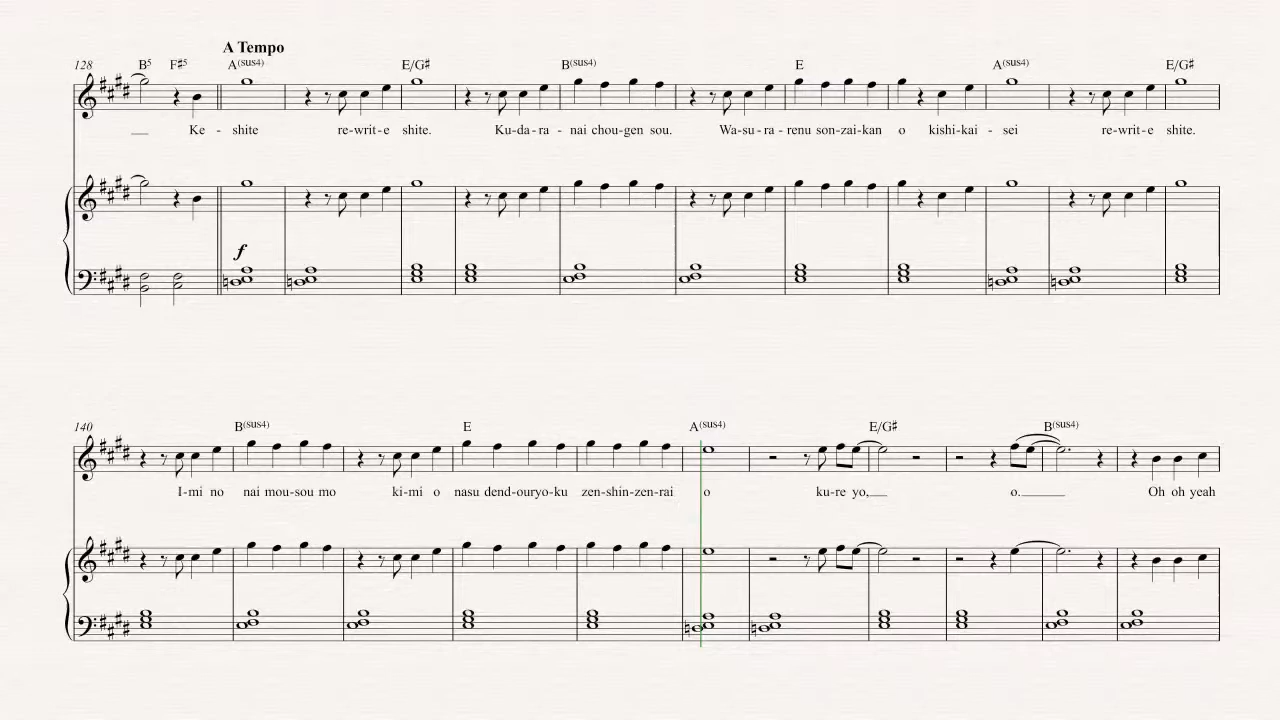 A Tempo
128 B5 F#5 A(sus4) E/G# B(sus4) E A(sus4) E/G#
Ke - shite re-writ-e shite. Ku-da-ra - nai chou-gen sou. Wa-su-ra-renu son-zai-kan o kishi-kai - sei re-writ-e shite.
f
140 B(sus4) E A(sus4) E/G# B(sus4)
I-mi no nai mou-sou mo ki-mi o nasu dend-ouryo-ku zen-shin-zen-rai o ku-re yo, o. Oh oh yeah